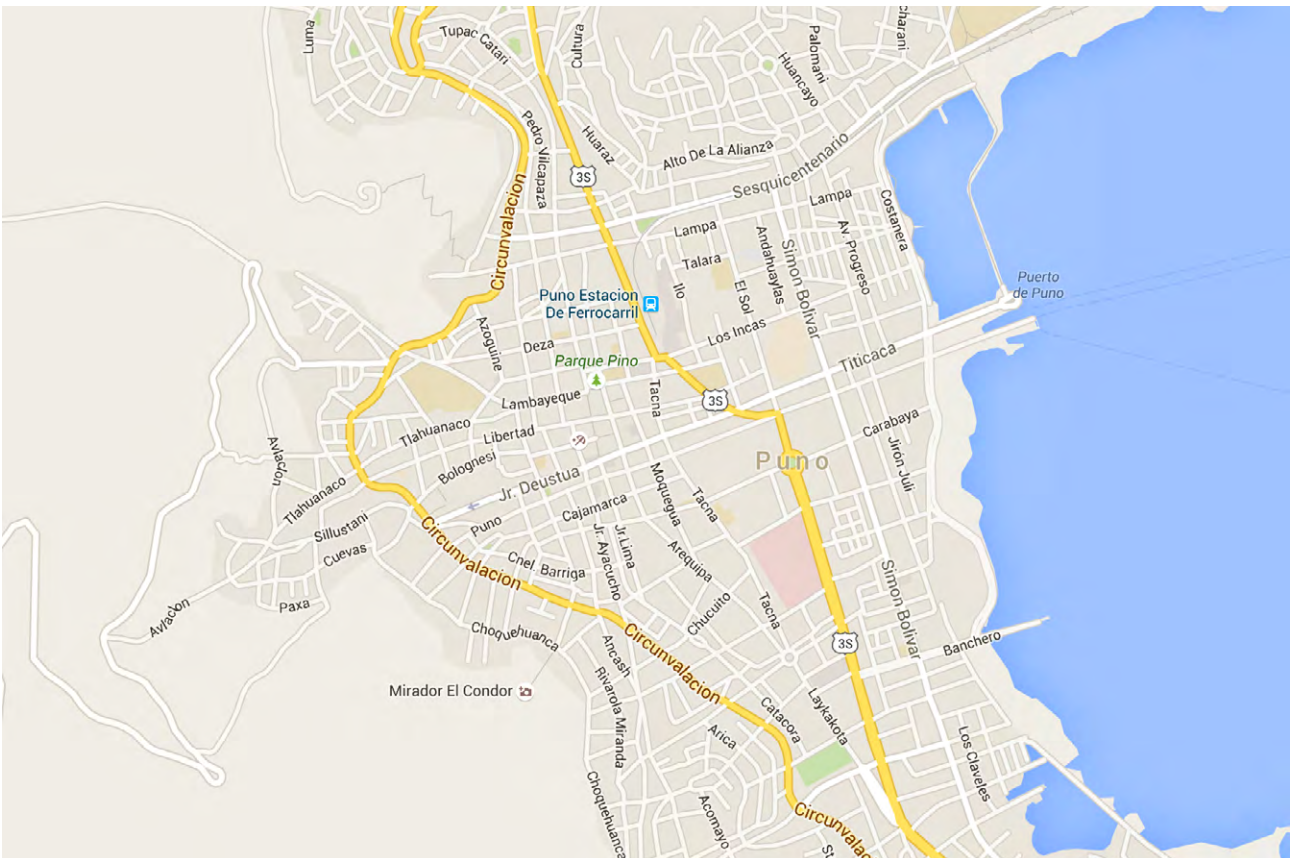 Luma
Tupac Catari
Cultura
Palomani
charani
Huancayo
Pedro Vilcapaza
Huaraz
Alto De La Alianza
3S
Sesquicentenario
Circunvalacion
Lampa
Lampa
Costanera
Av. Progreso
Andahuaylas
Simon Bolivar
Talara
Ilo
El Sol
Puno Estacion
De Ferrocarril
Puerto
de Puno
Los Incas
Azoguine
Deza
Parque Pino
Titicaca
Lambayeque
Tacna
3S
Tlahuanaco
Libertad
Carabaya
Aviacion
Bolognesi
Jiron Juli
Puno
Jr. Deustua
Tlahuanaco
Moquegua
Tacna
Cajamarca
Puno
Sillustani
Circunvalacion
Jr. Ayacucho
Jr.Lima
Cuevas
Arequipa
Cnel. Barriga
Simon Bolivar
Aviacion
Paxa
Chucuito
Tacna
Choquehuanca
Circunvalacion
3S
Banchero
Ancash
Mirador El Condor
Rivarola Miranda
Laykakota
Catacora
Arica
Los Claveles
Choquehuanca
Acomayo
Circunvalac
St